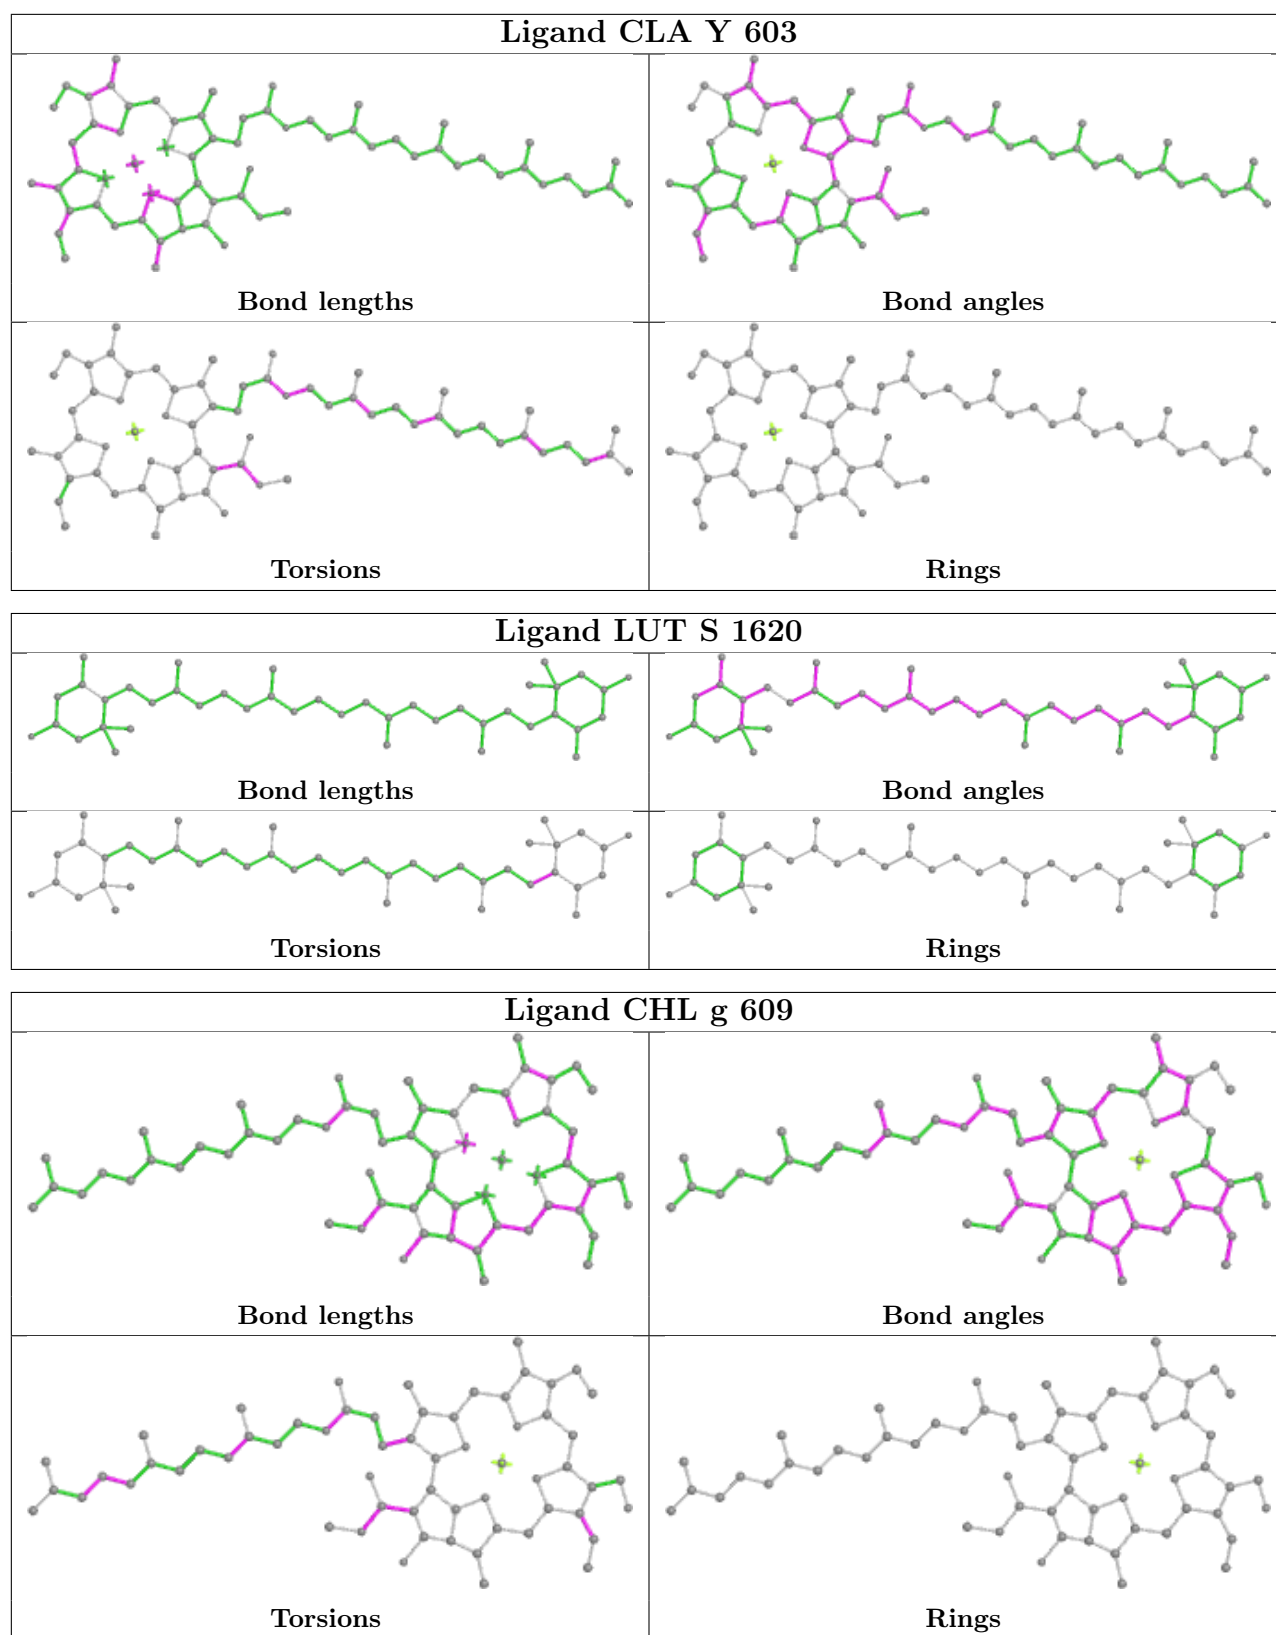 Ligand CLA Y 603
Bond lengths
Bond angles
Torsions
Rings
Ligand LUT S 1620
Bond lengths
Bond angles
Torsions
Rings
Ligand CHL g 609
Bond lengths
Bond angles
Torsions
Rings